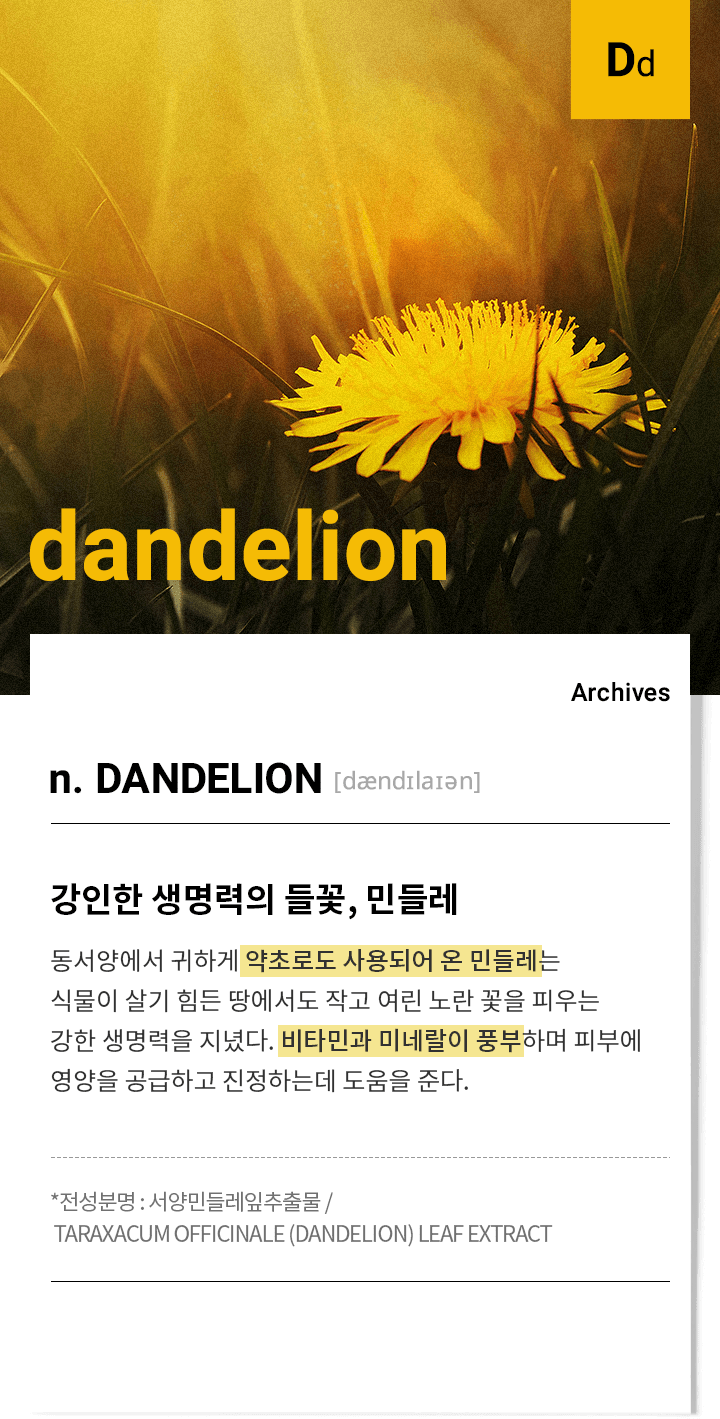 Dd
dandelion
Archives
n. DANDELION [dændɪlaɪən]
강인한 생명력의 들꽃, 민들레
동서양에서 귀하게 약초로도 사용되어 온 민들레는
식물이 살기 힘든 땅에서도 작고 여린 노란 꽃을 피우는
강한 생명력을 지녔다. 비타민과 미네랄이 풍부하며 피부에
영양을 공급하고 진정하는데 도움을 준다.
*전성분명 : 서양민들레잎추출물 /
TARAXACUM OFFICINALE (DANDELION) LEAF EXTRACT